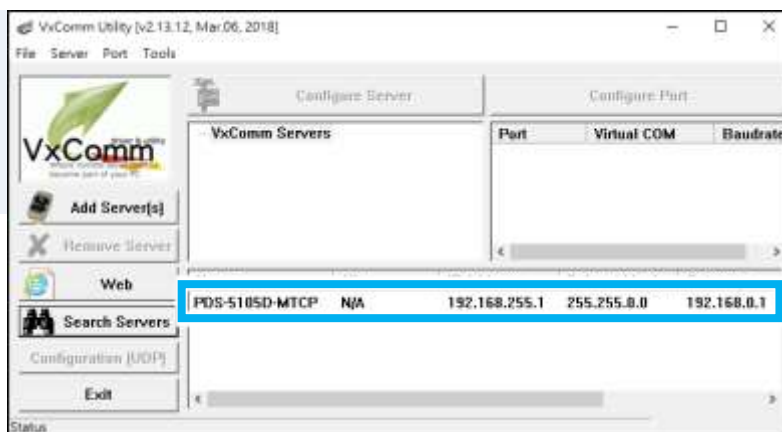 VxComm Utility [v2.13.12, Mar.06, 2018]
File Server Port Tools
Configure Server
Configure Port
VxComm
driver & utility
VxComm Servers
Port Virtual COM Baudrate
Add Server(s)
Remove Server
Web
PDS-5105D-MTCP N/A 192.168.255.1 255.255.0.0 192.168.0.1
Search Servers
Configuration (UDP)
Exit
Status